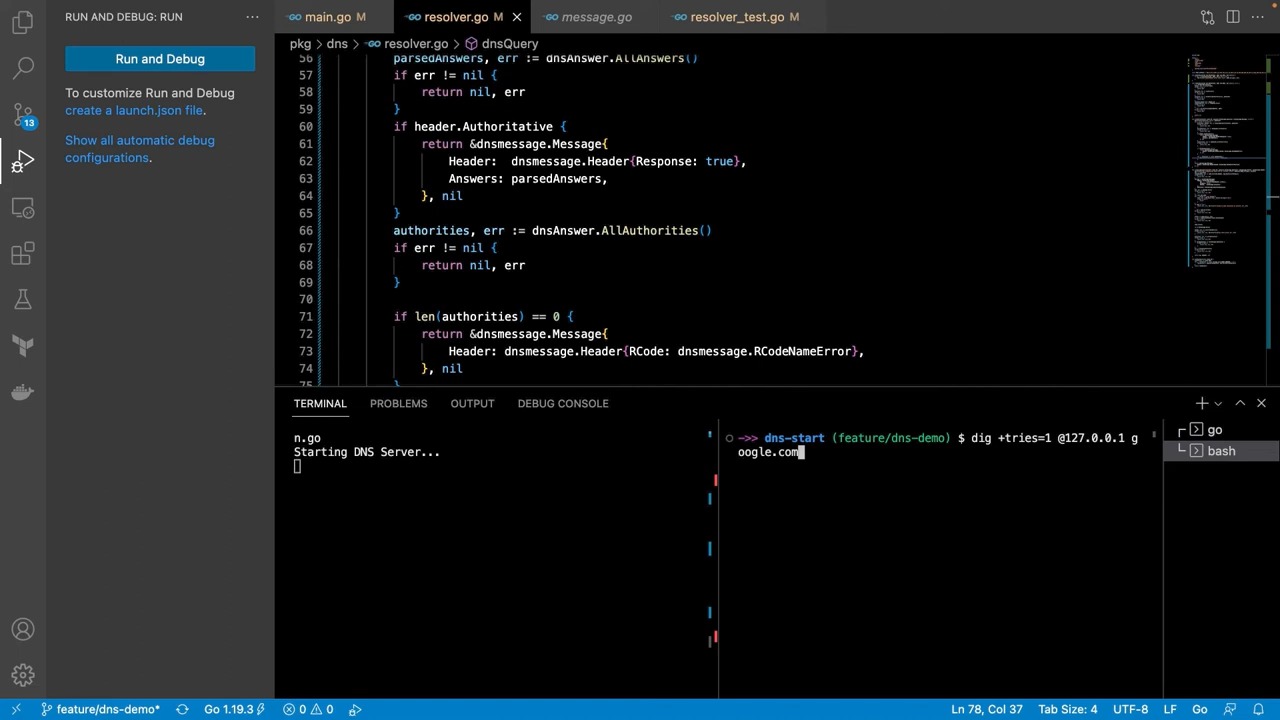 RUN AND DEBUG: RUN
Run and Debug
To customize Run and Debug
create a launch.json file.
Show all automatic debug
configurations.
13
main.go M
resolver.go M
message.go
resolver_test.go M
pkg > dns > resolver.go > dnsQuery
56 parsedAnswers, err := dnsAnswer.AllAnswers()
57 if err != nil {
58 return nil, err
59 }
60 if header.Authoritative {
61 return &dnsmessage.Message{
62 Header: dnsmessage.Header{Response: true},
63 Answers: parsedAnswers,
64 }, nil
65 }
66 authorities, err := dnsAnswer.AllAuthorities()
67 if err != nil {
68 return nil, err
69 }
70
71 if len(authorities) == 0 {
72 return &dnsmessage.Message{
73 Header: dnsmessage.Header{RCode: dnsmessage.RCodeNameError},
74 }, nil
75 }
TERMINAL PROBLEMS OUTPUT DEBUG CONSOLE
n.go
Starting DNS Server...
->> dns-start (feature/dns-demo) $ dig +tries=1 @127.0.0.1 g
oogle.com
go
bash
feature/dns-demo* Go 1.19.3 0 0 Ln 78, Col 37 Tab Size: 4 UTF-8 LF Go